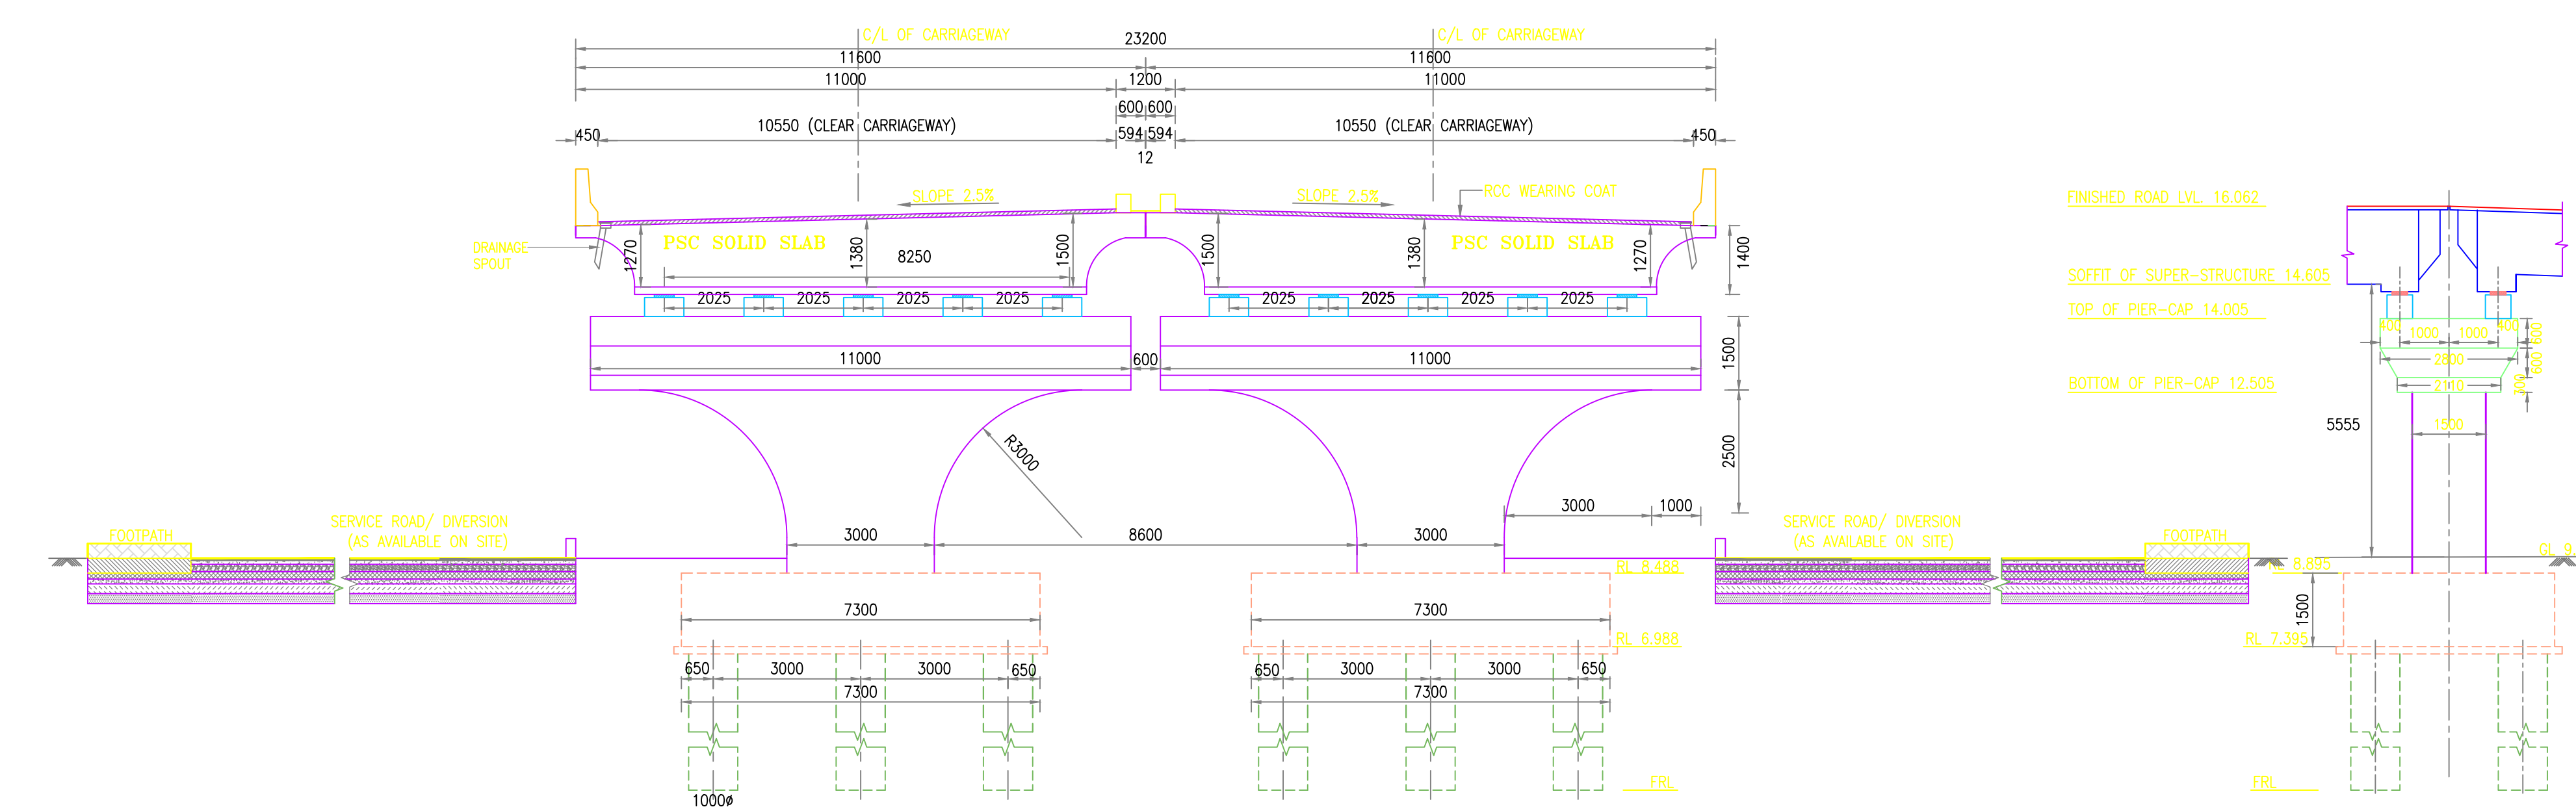 C/L OF CARRIAGEWAY
C/L OF CARRIAGEWAY
23200
11600
11600
11000
1200
11000
600
600
450
10550 (CLEAR CARRIAGEWAY)
594
594
10550 (CLEAR CARRIAGEWAY)
450
12
SLOPE 2.5%
SLOPE 2.5%
RCC WEARING COAT
DRAINAGE
SPOUT
PSC SOLID SLAB
PSC SOLID SLAB
1270
1380
8250
1500
1500
1380
1270
1400
2025
2025
2025
2025
2025
2025
2025
2025
11000
600
11000
1500
R3000
2500
3000
1000
3000
8600
3000
FOOTPATH
SERVICE ROAD/ DIVERSION
(AS AVAILABLE ON SITE)
SERVICE ROAD/ DIVERSION
(AS AVAILABLE ON SITE)
FOOTPATH
RL 8.488
7300
7300
RL 6.988
650
3000
3000
650
650
3000
3000
650
7300
7300
1000ø
FRL
FINISHED ROAD LVL. 16.062
SOFFIT OF SUPER-STRUCTURE 14.605
TOP OF PIER-CAP 14.005
BOTTOM OF PIER-CAP 12.505
400
1000
1000
400
600
2800
600
2110
300
5555
1500
GL 9.
RL 8.895
1500
RL 7.395
FRL